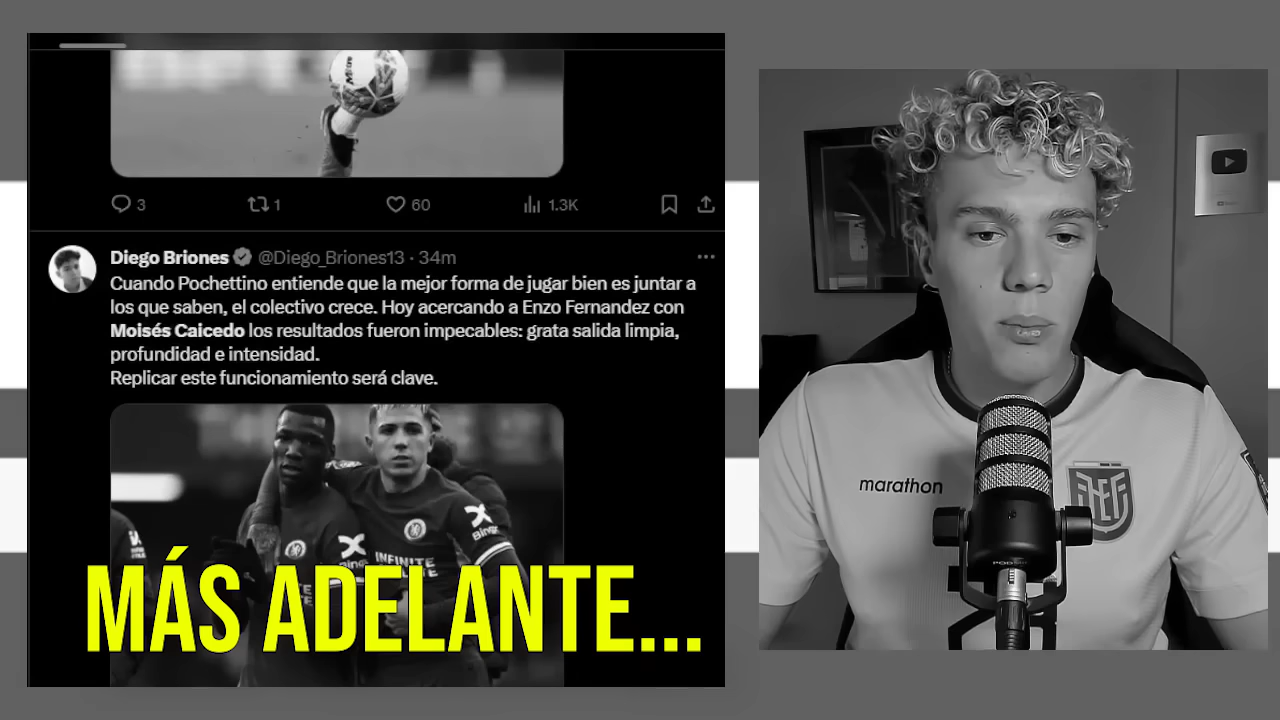 3
1
60
1.3K
Diego Briones @Diego_Briones13 · 34m
Cuando Pochettino entiende que la mejor forma de jugar bien es juntar a
los que saben, el colectivo crece. Hoy acercando a Enzo Fernandez con
Moisés Caicedo los resultados fueron impecables: grata salida limpia,
profundidad e intensidad.
Replicar este funcionamiento será clave.
Bing
INFINITE
MÁS ADELANTE...
marathon
FEF